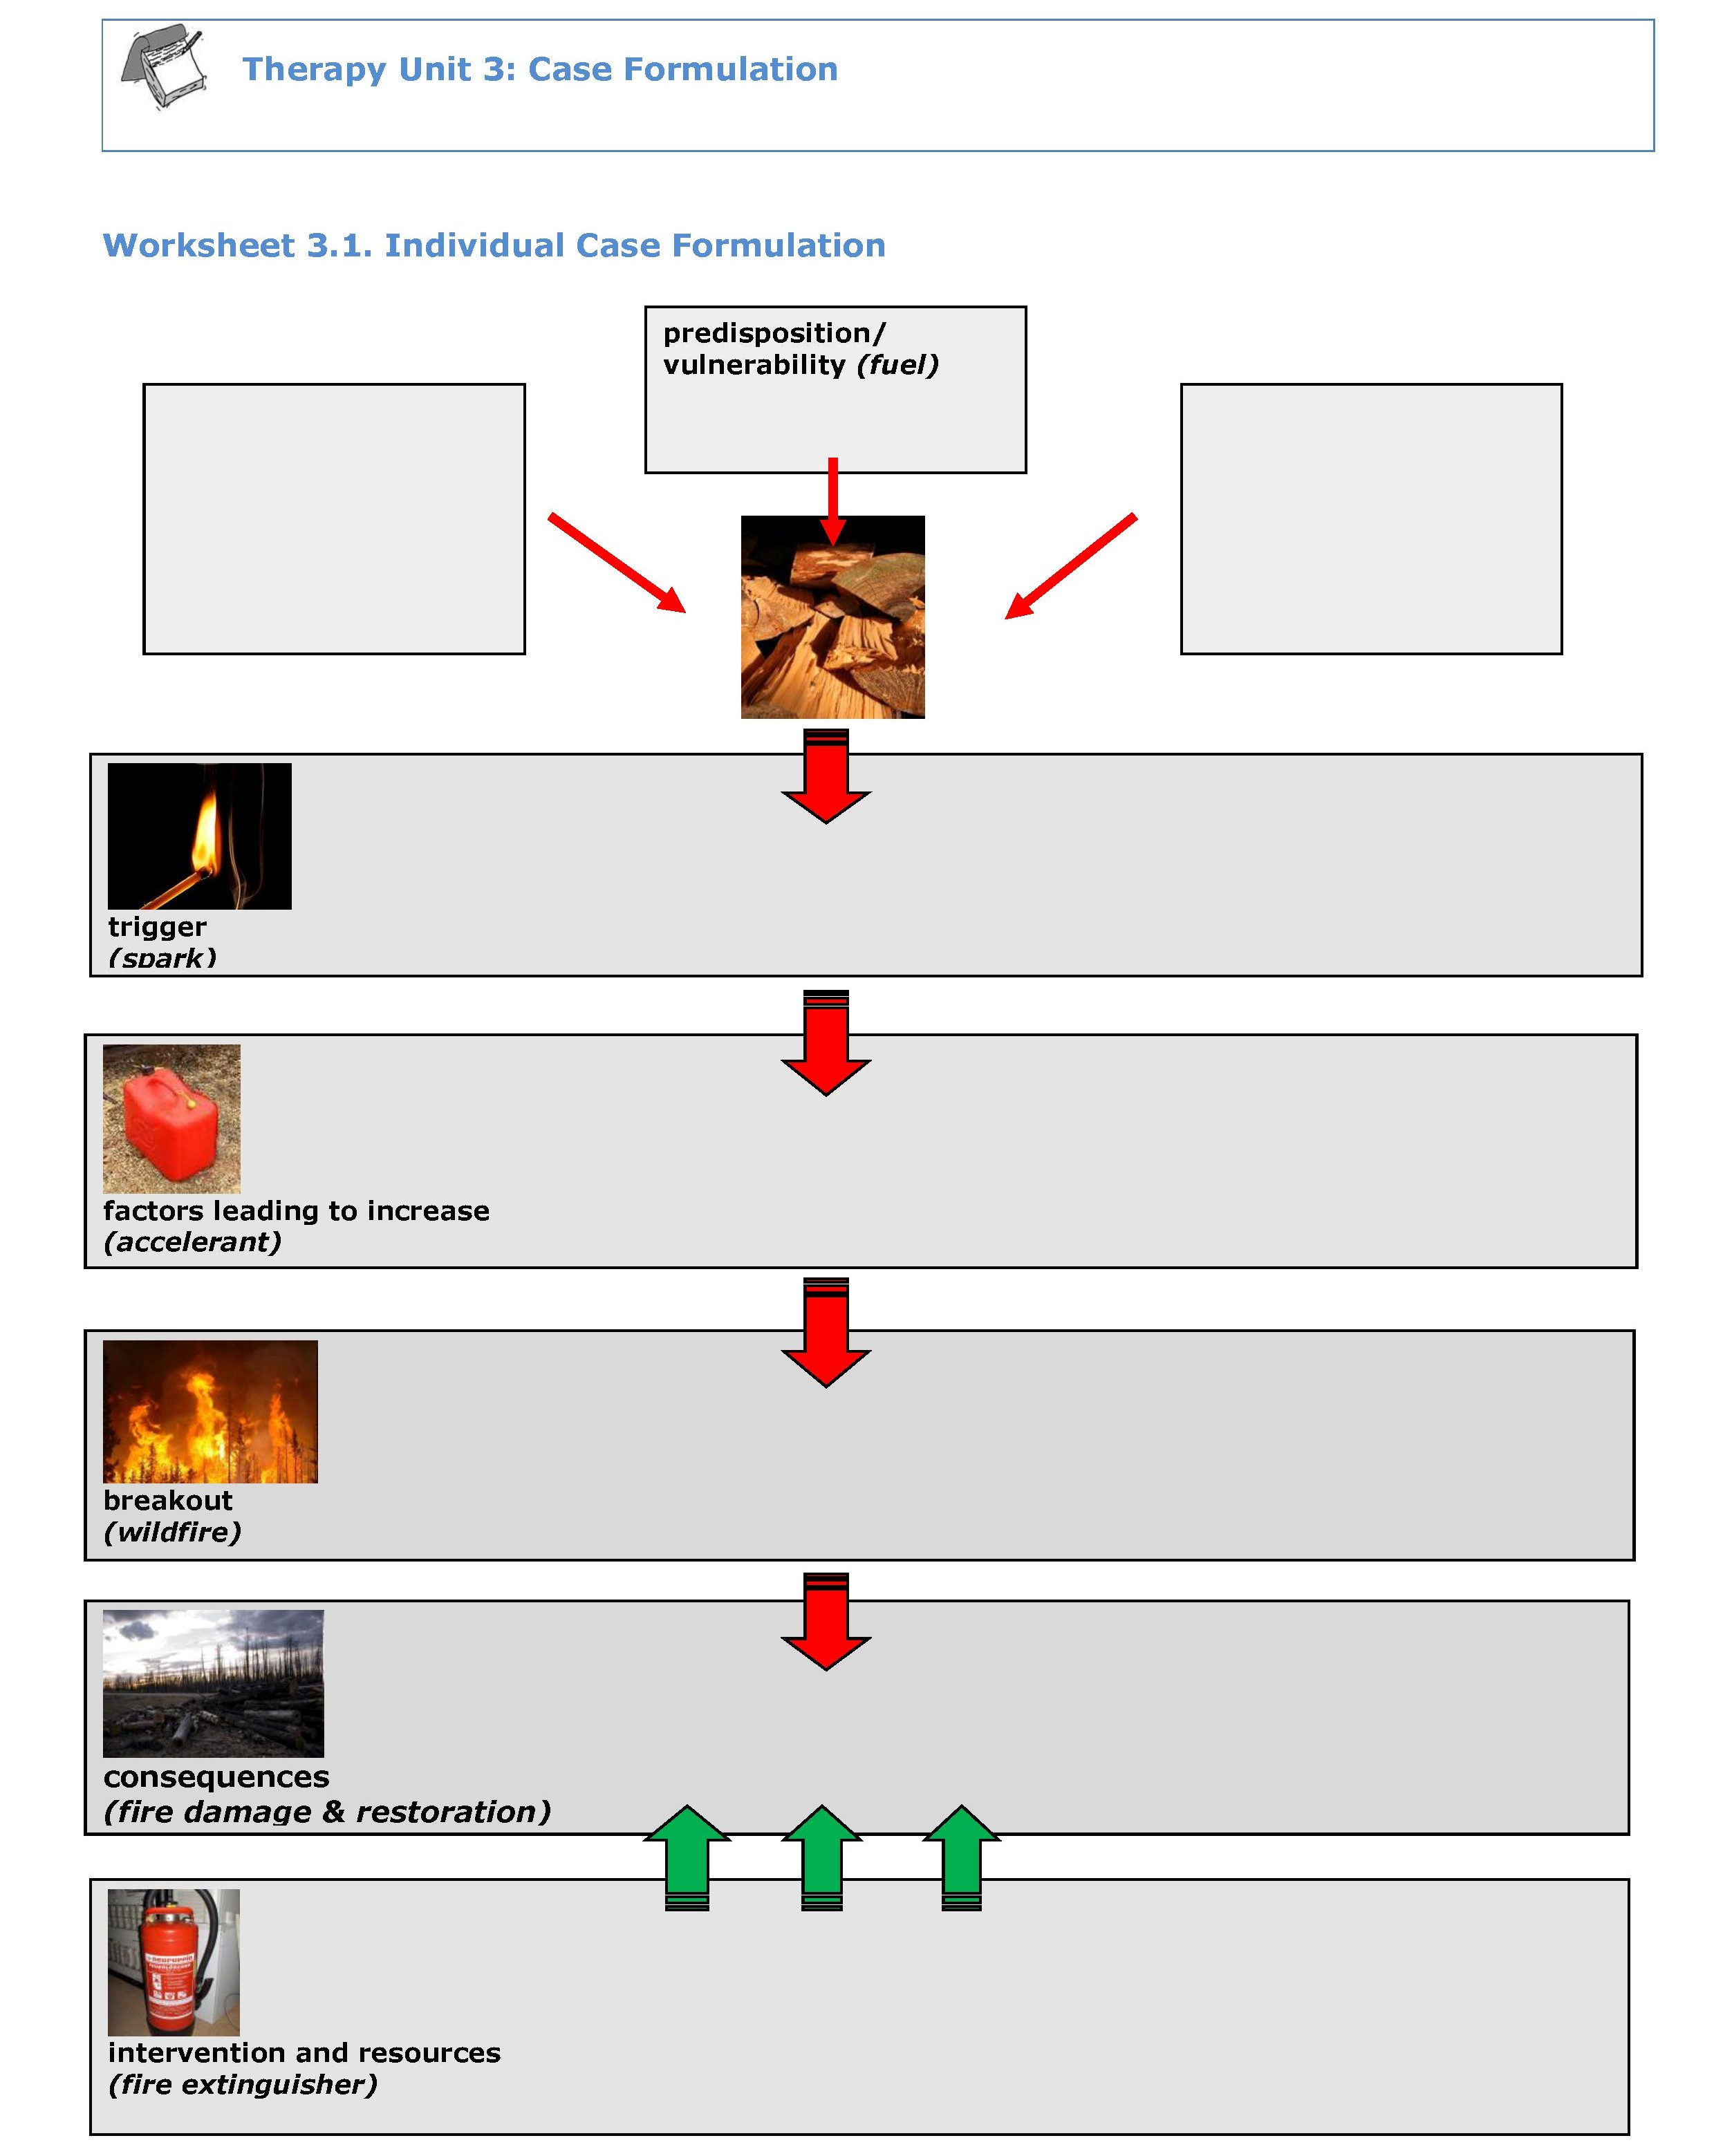 Therapy Unit 3: Case Formulation
Worksheet 3.1. Individual Case Formulation
predisposition/
vulnerability (fuel)
trigger
(spark)
factors leading to increase
(accelerant)
breakout
(wildfire)
consequences
(fire damage & restoration)
intervention and resources
(fire extinguisher)